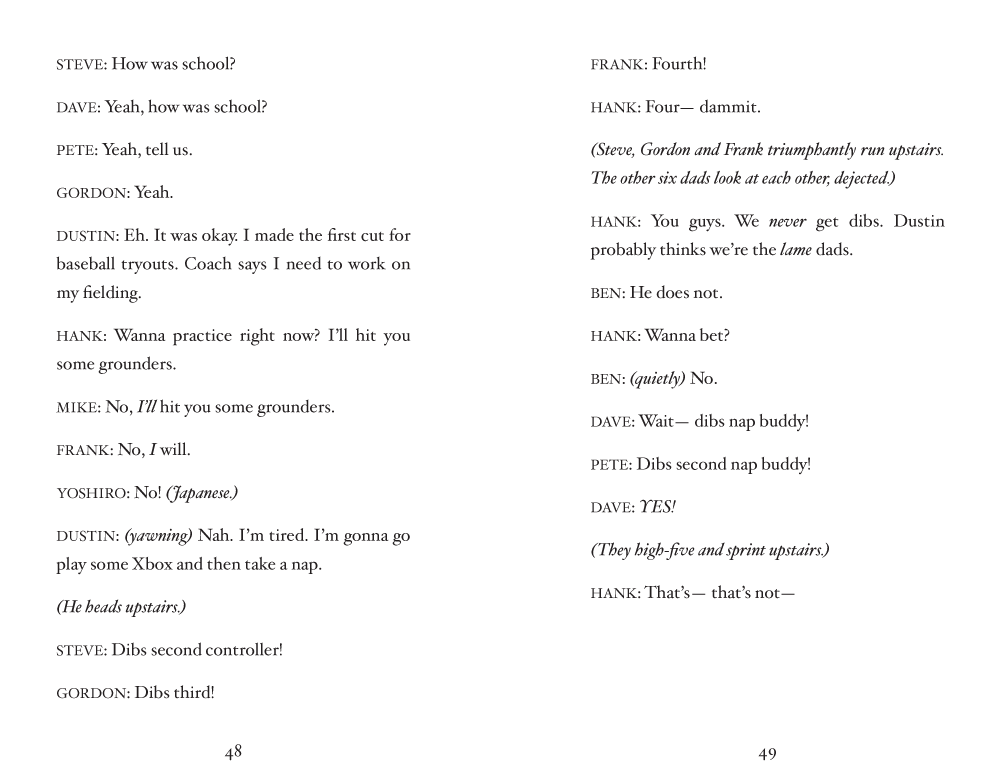 STEVE: How was school?
DAVE: Yeah, how was school?
PETE: Yeah, tell us.
GORDON: Yeah.
DUSTIN: Eh. It was okay. I made the first cut for
baseball tryouts. Coach says I need to work on
my fielding.
HANK: Wanna practice right now? I'll hit you
some grounders.
MIKE: No, I'll hit you some grounders.
FRANK: No, I will.
YOSHIRO: No! (Japanese.)
DUSTIN: (yawning) Nah. I'm tired. I'm gonna go
play some Xbox and then take a nap.
(He heads upstairs.)
STEVE: Dibs second controller!
GORDON: Dibs third!
48
FRANK: Fourth!
HANK: Four— dammit.
(Steve, Gordon and Frank triumphantly run upstairs.
The other six dads look at each other, dejected.)
HANK: You guys. We never get dibs. Dustin
probably thinks we're the lame dads.
BEN: He does not.
HANK: Wanna bet?
BEN: (quietly) No.
DAVE: Wait— dibs nap buddy!
PETE: Dibs second nap buddy!
DAVE: YES!
(They high-five and sprint upstairs.)
HANK: That's— that's not—
49